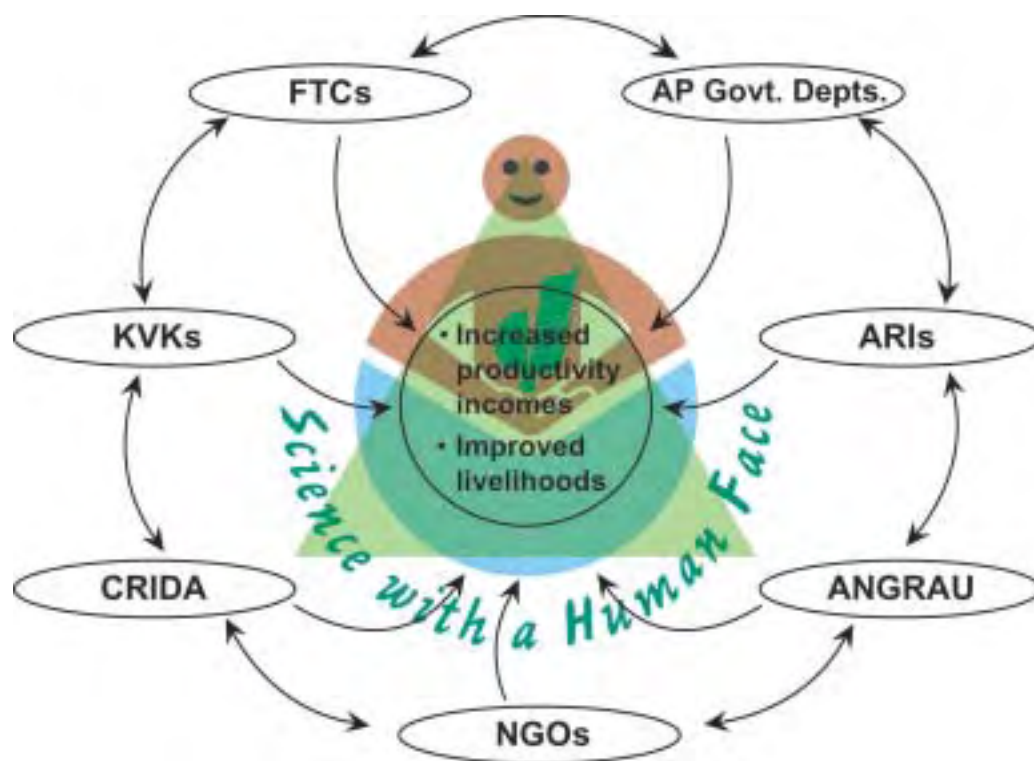 FTCs
AP Govt. Depts.
KVKs
ARIs
• Increased
productivity
incomes
• Improved
livelihoods
Science with a Human Face
CRIDA
ANGRAU
NGOs